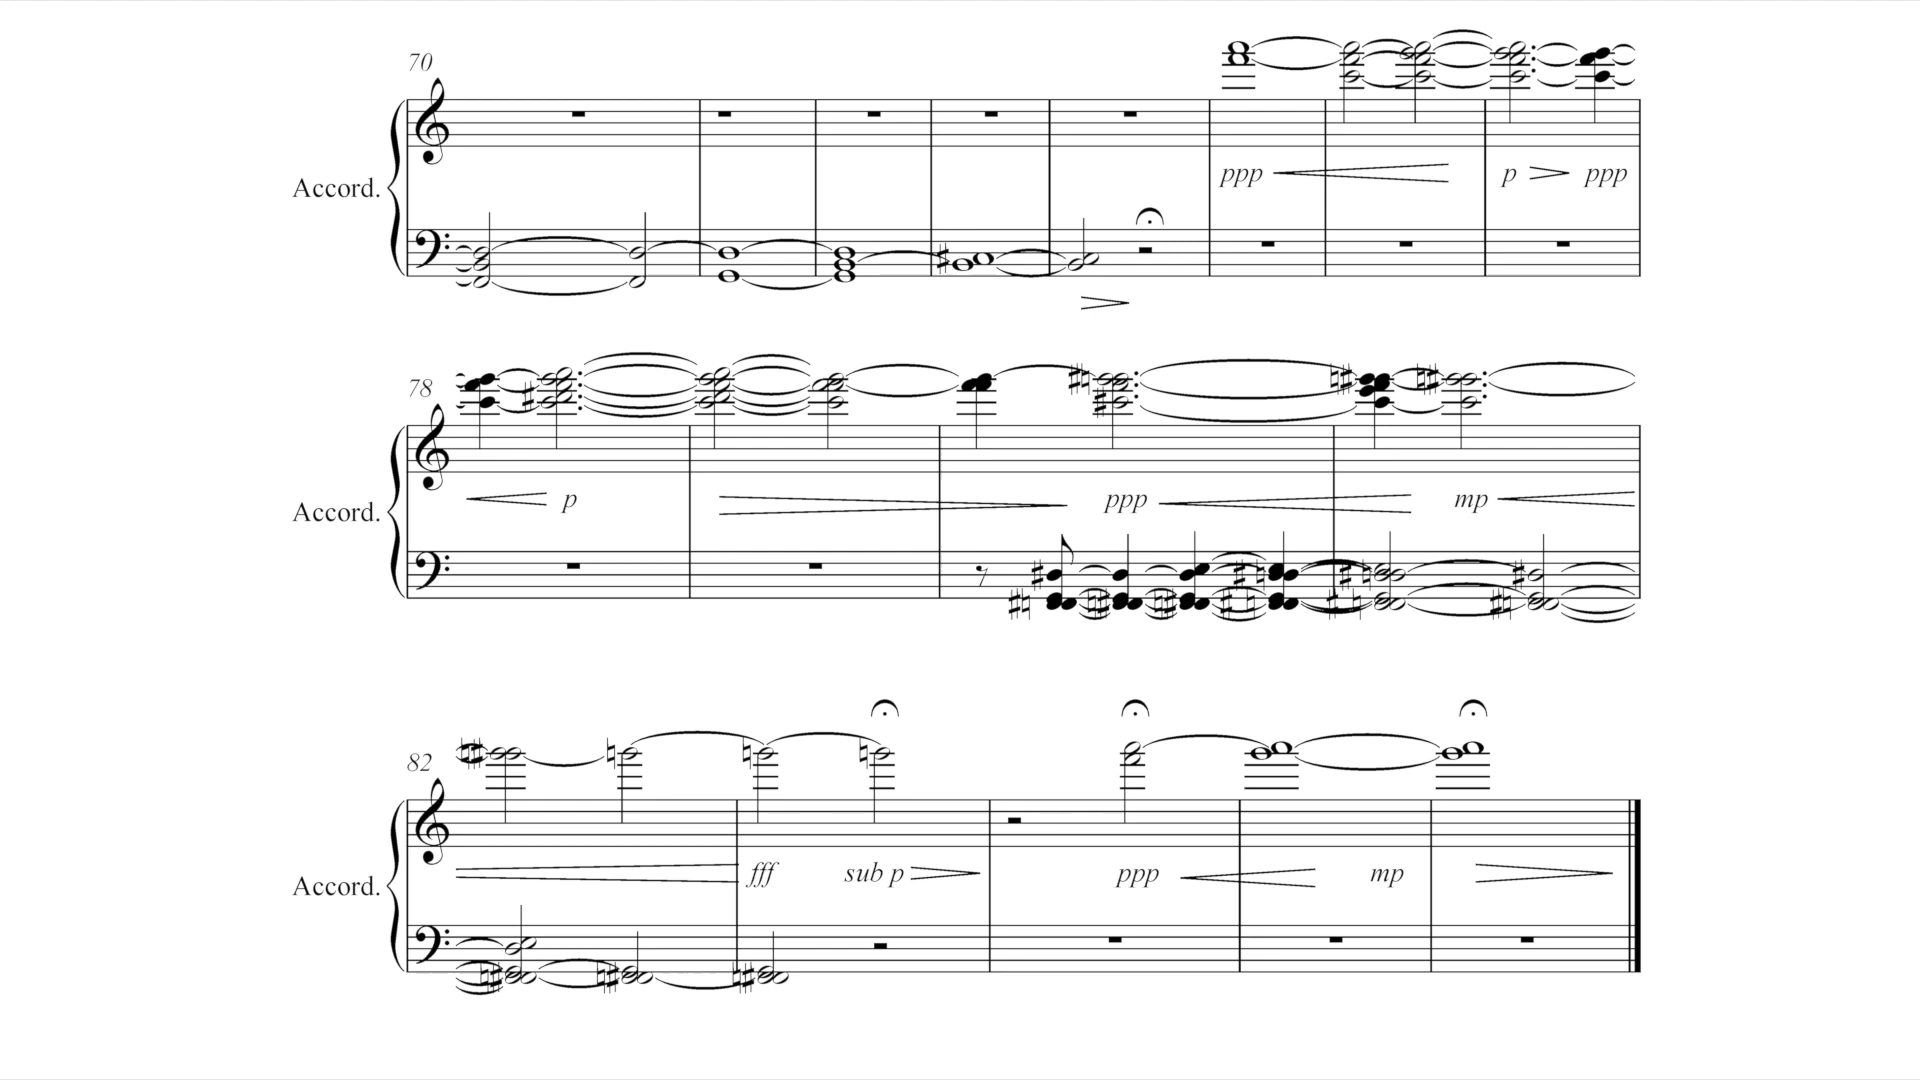 70
Accord.
ppp p ppp
78
Accord.
p ppp mp
82
Accord.
fff sub p ppp mp